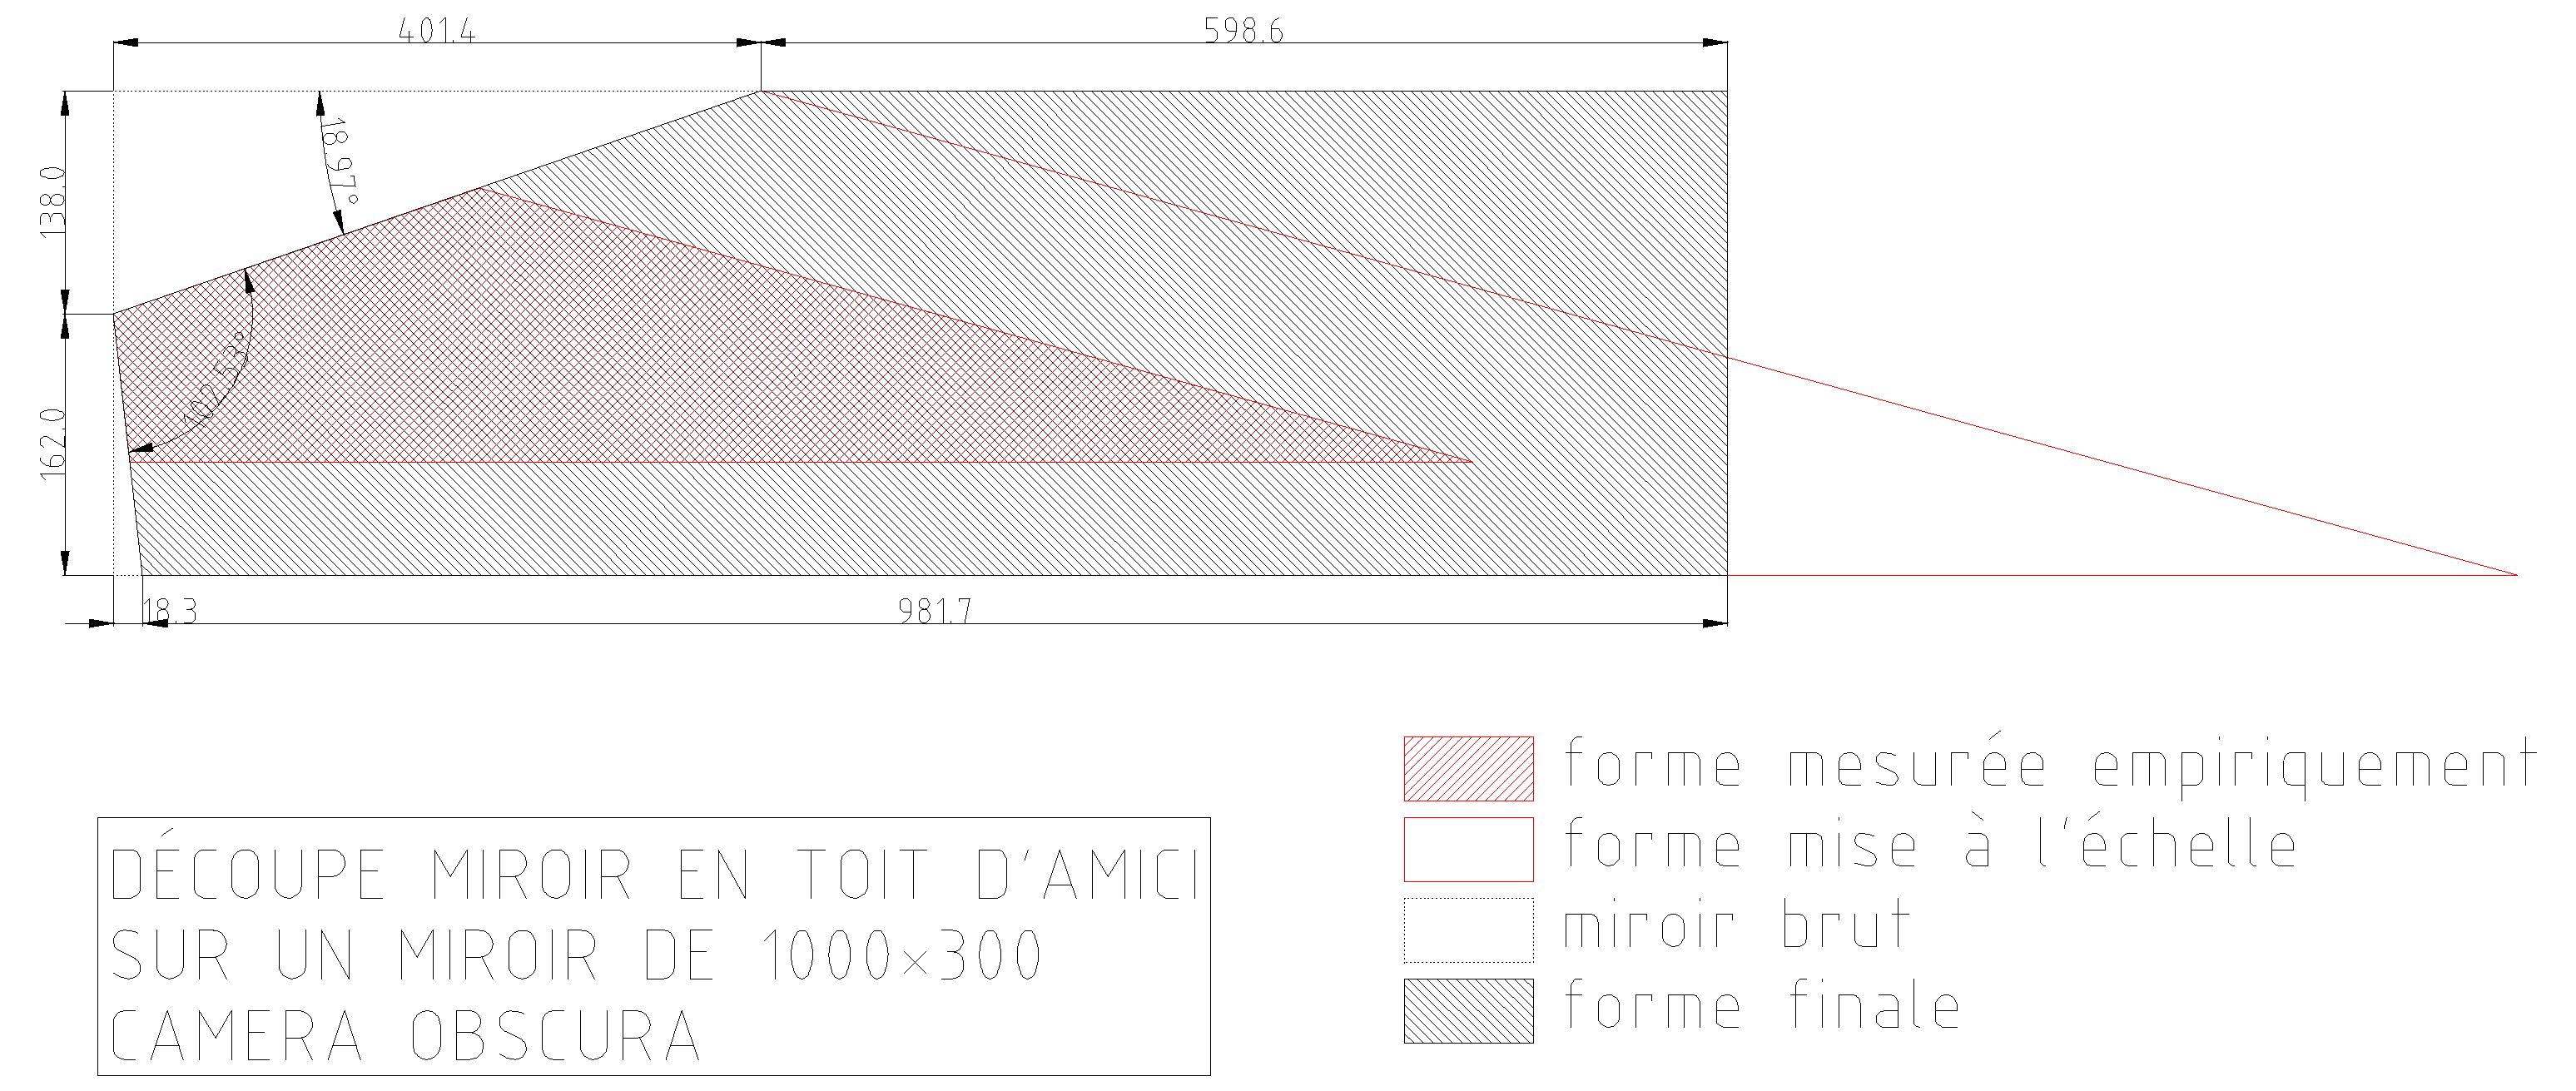 401.4
598.6
18.97°
138.0
102.53°
162.0
18.3
981.7
forme mesurée empiriquement
forme mise à l'échelle
miroir brut
forme finale
DÉCOUPE MIROIR EN TOIT D'AMICI
SUR UN MIROIR DE 1000×300
CAMERA OBSCURA